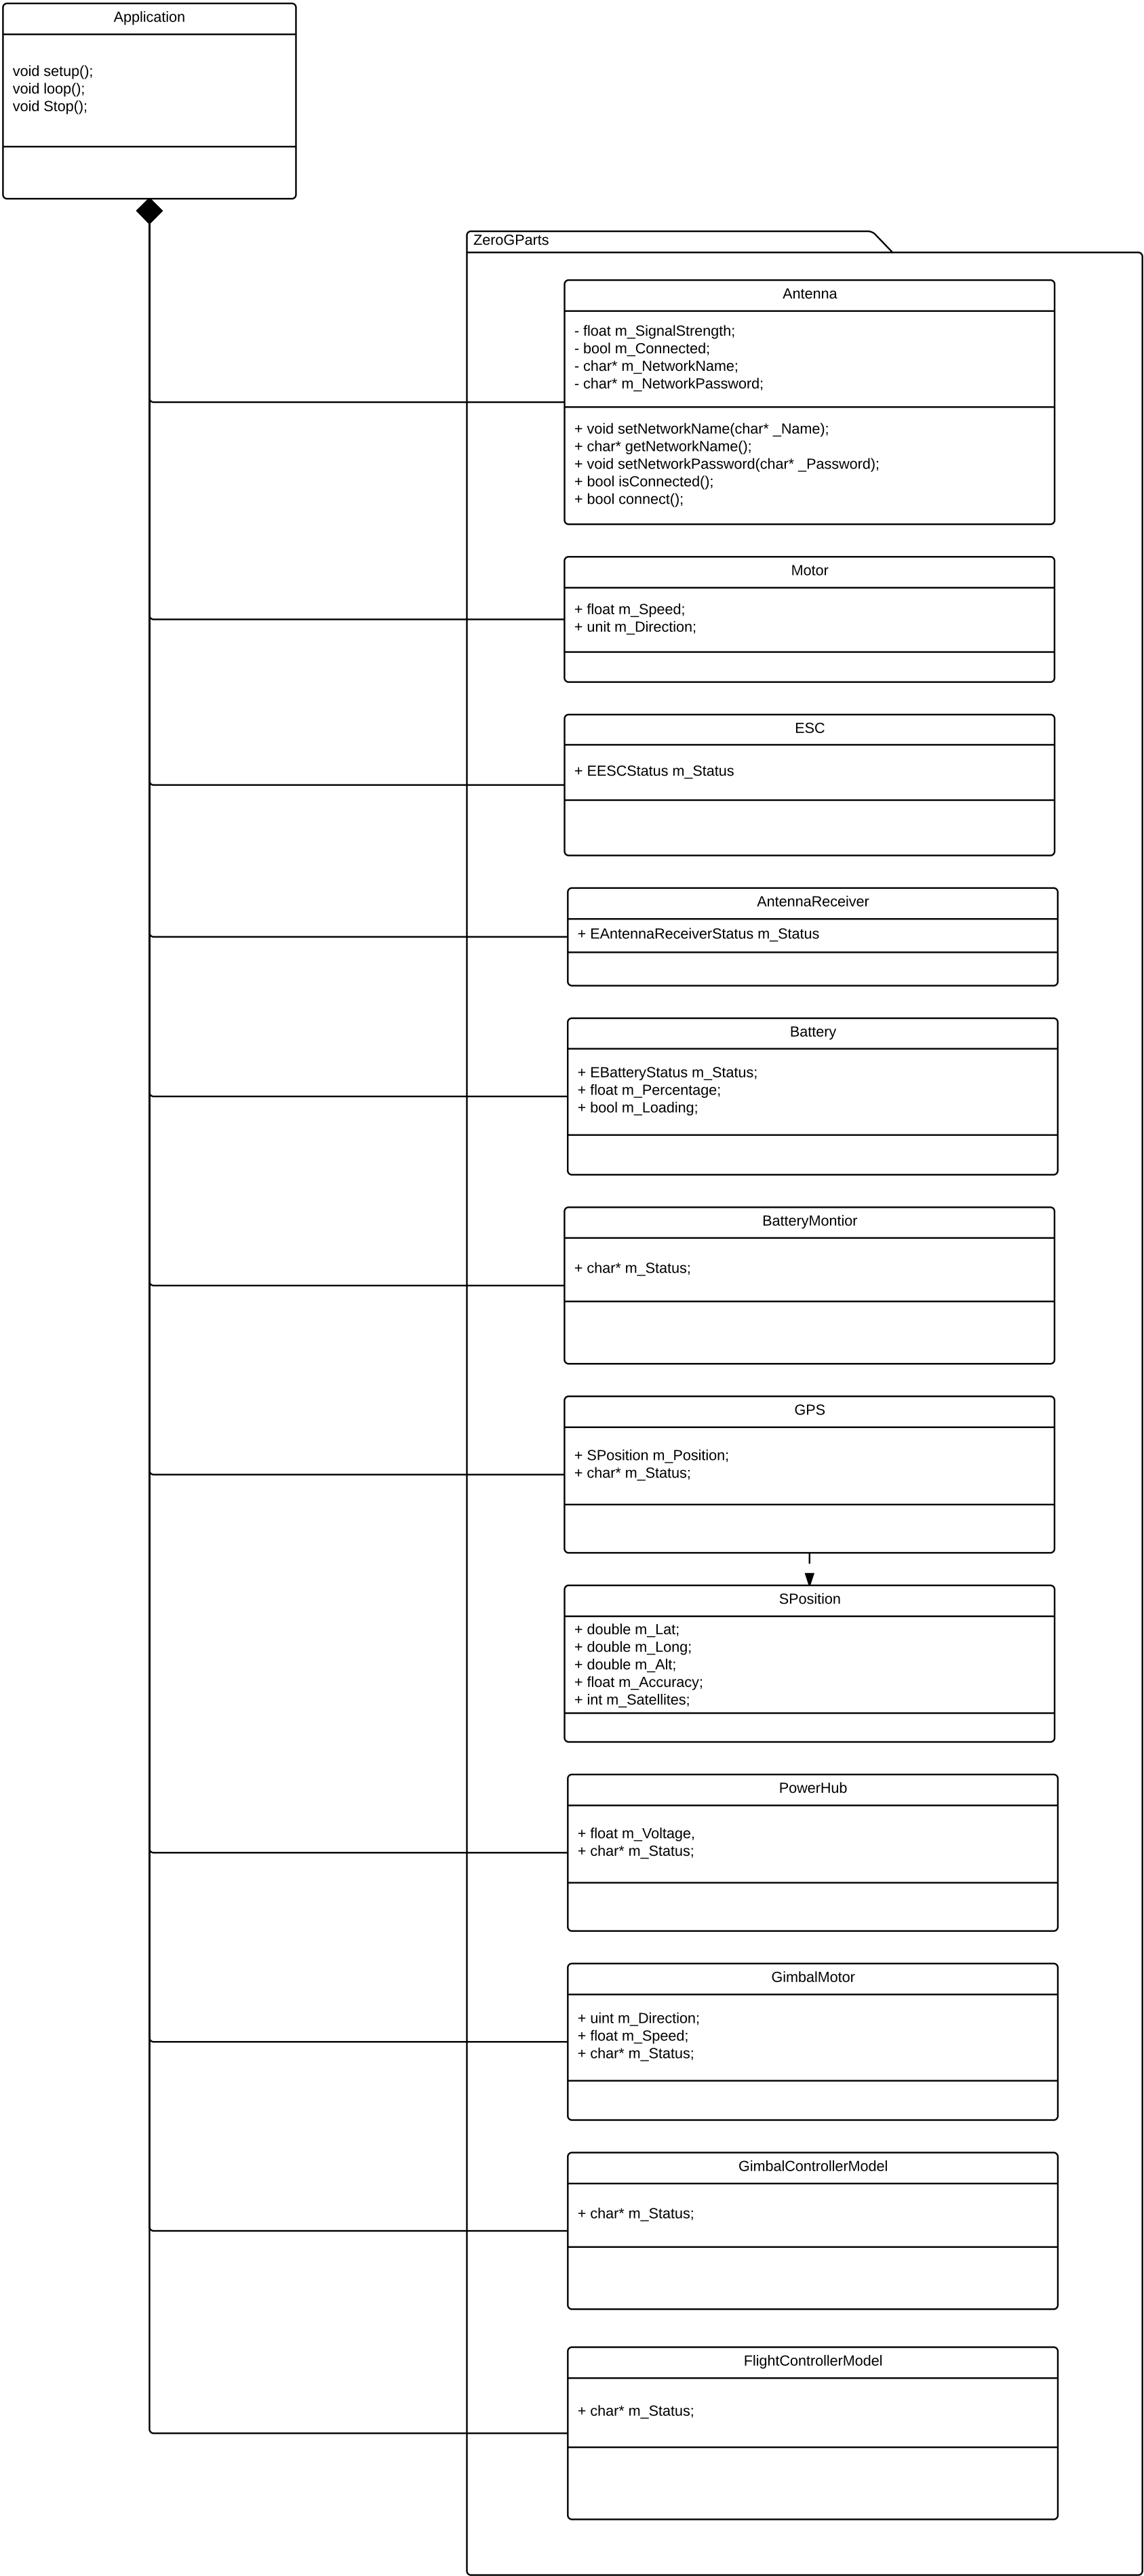 Application
void setup();
void loop();
void Stop();
ZeroGParts
Antenna
- float m_SignalStrength;
- bool m_Connected;
- char* m_NetworkName;
- char* m_NetworkPassword;
+ void setNetworkName(char* _Name);
+ char* getNetworkName();
+ void setNetworkPassword(char* _Password);
+ bool isConnected();
+ bool connect();
Motor
+ float m_Speed;
+ unit m_Direction;
ESC
+ EESCStatus m_Status
AntennaReceiver
+ EAntennaReceiverStatus m_Status
Battery
+ EBatteryStatus m_Status;
+ float m_Percentage;
+ bool m_Loading;
BatteryMontior
+ char* m_Status;
GPS
+ SPosition m_Position;
+ char* m_Status;
SPosition
+ double m_Lat;
+ double m_Long;
+ double m_Alt;
+ float m_Accuracy;
+ int m_Satellites;
PowerHub
+ float m_Voltage,
+ char* m_Status;
GimbalMotor
+ uint m_Direction;
+ float m_Speed;
+ char* m_Status;
GimbalControllerModel
+ char* m_Status;
FlightControllerModel
+ char* m_Status;